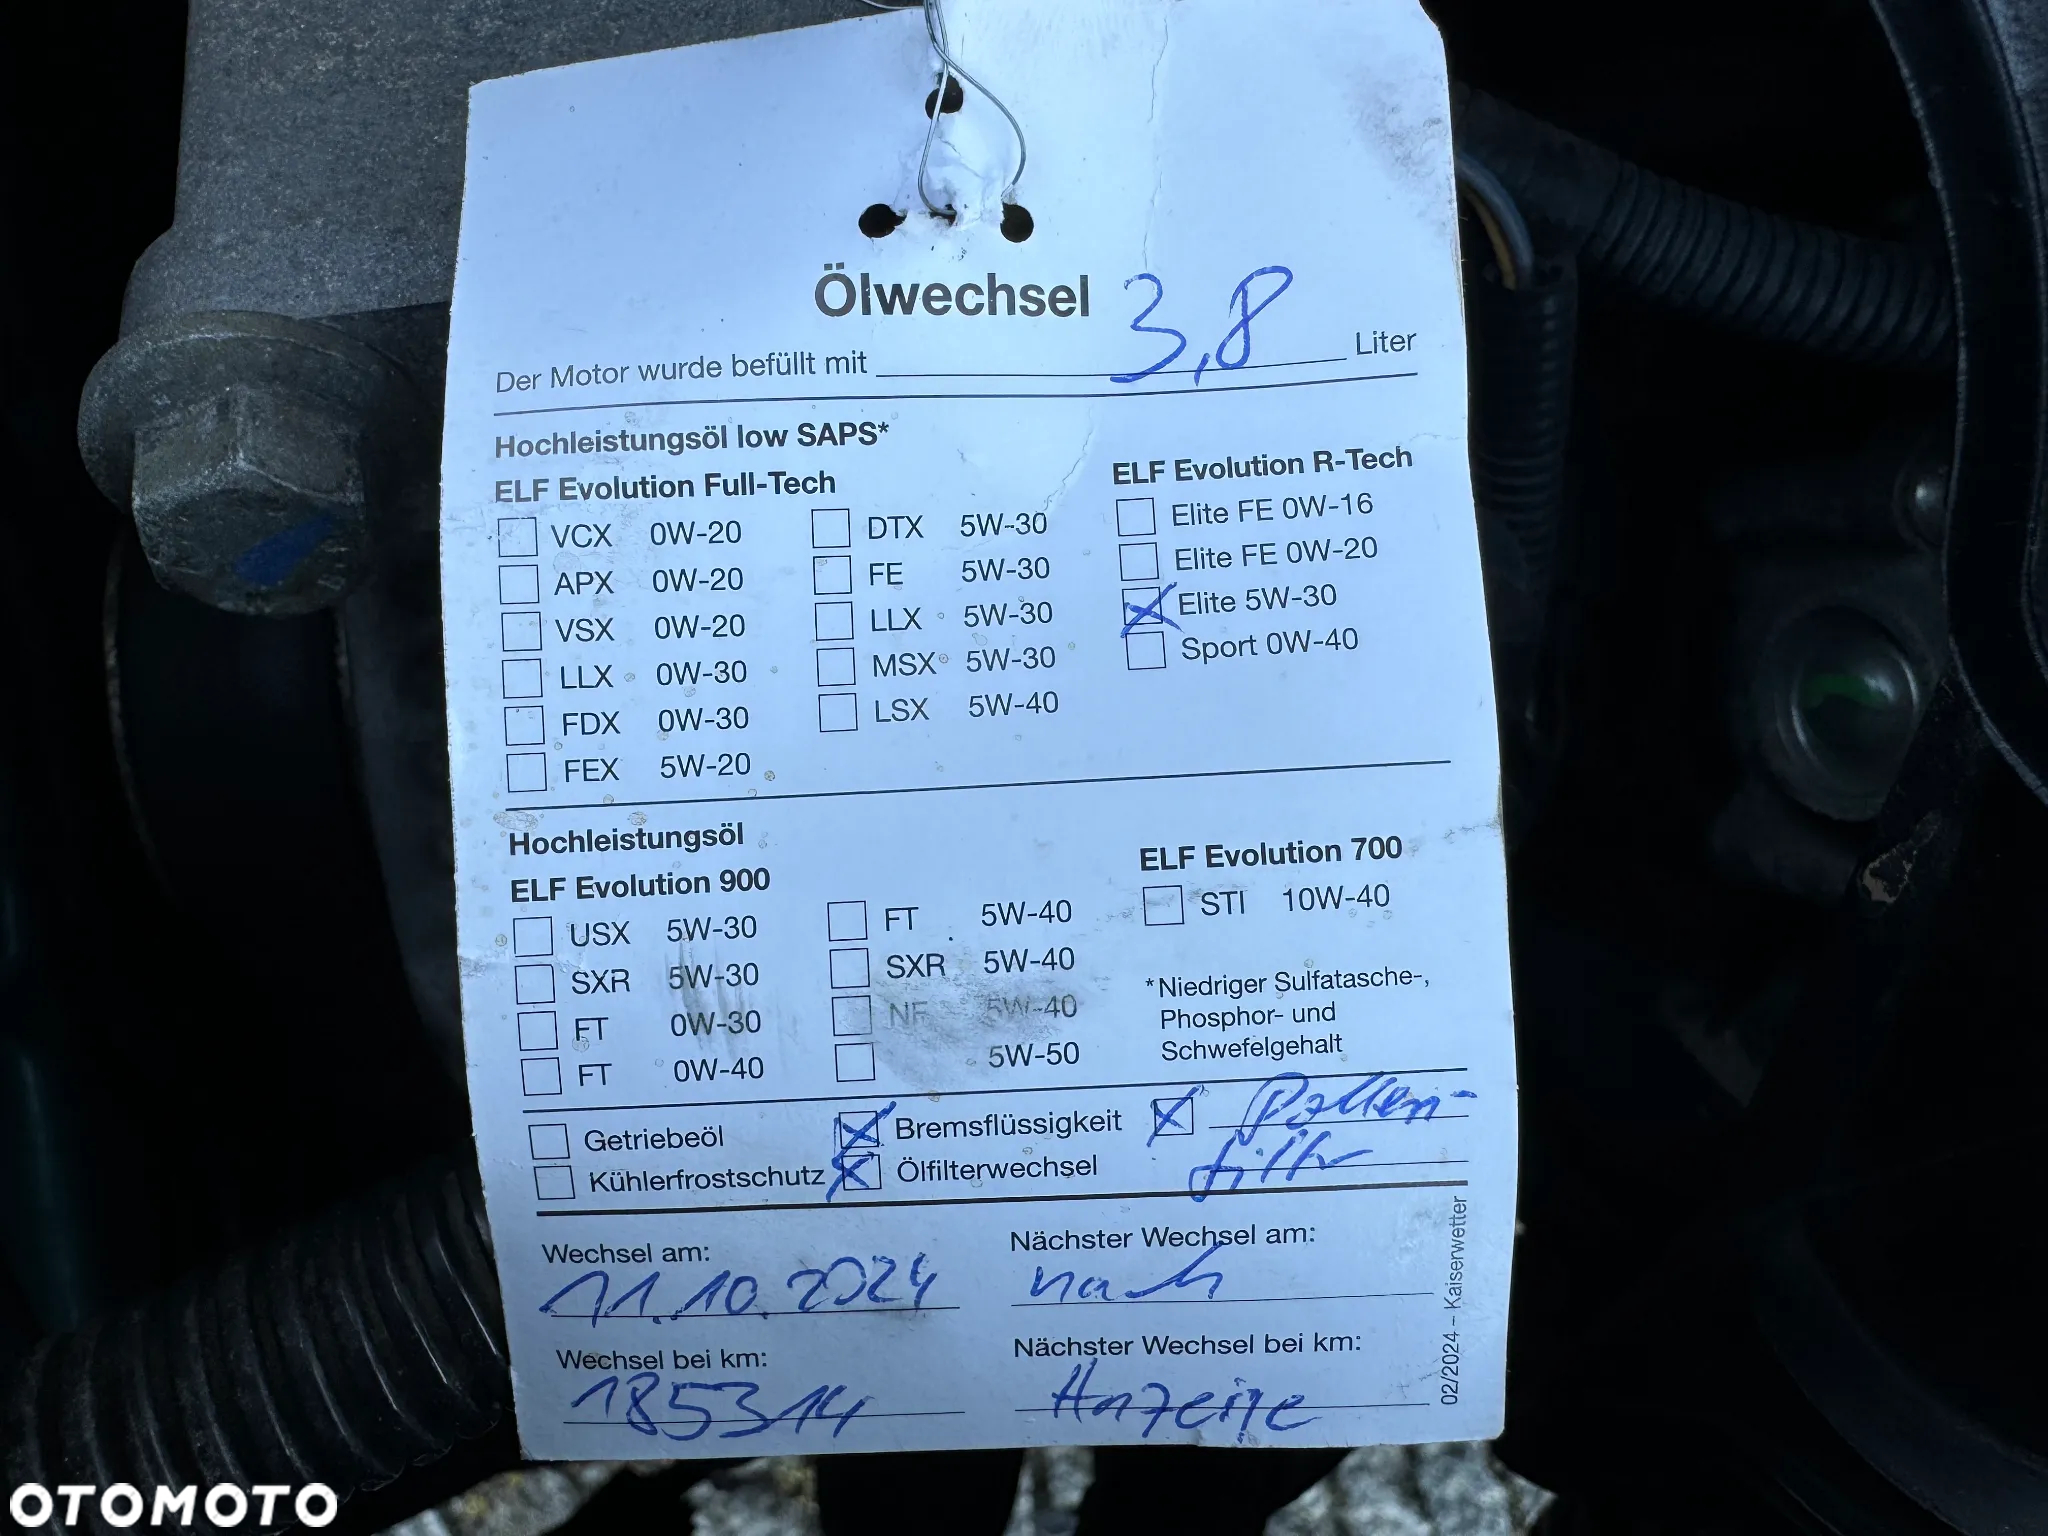 Ölwechsel
Der Motor wurde befüllt mit 3,8 Liter
Hochleistungsöl low SAPS*
ELF Evolution Full-Tech
VCX 0W-20
APX 0W-20
VSX 0W-20
LLX 0W-30
FDX 0W-30
FEX 5W-20
DTX 5W-30
FE 5W-30
LLX 5W-30
MSX 5W-30
LSX 5W-40
ELF Evolution R-Tech
Elite FE 0W-16
Elite FE 0W-20
Elite 5W-30
Sport 0W-40
Hochleistungsöl
ELF Evolution 900
USX 5W-30
SXR 5W-30
FT 0W-30
FT 0W-40
FT 5W-40
SXR 5W-40
NF 5W-40
5W-50
ELF Evolution 700
STI 10W-40
*Niedriger Sulfatasche-,
Phosphor- und
Schwefelgehalt
Getriebeöl
Kühlerfrostschutz
Bremsflüssigkeit
Ölfilterwechsel
Pollen-
filter
Wechsel am:
11.10.2024
Nächster Wechsel am:
nach
Wechsel bei km:
185314
Nächster Wechsel bei km:
Anzeige
02/2024 – Kaiserwetter
OTOMOTO